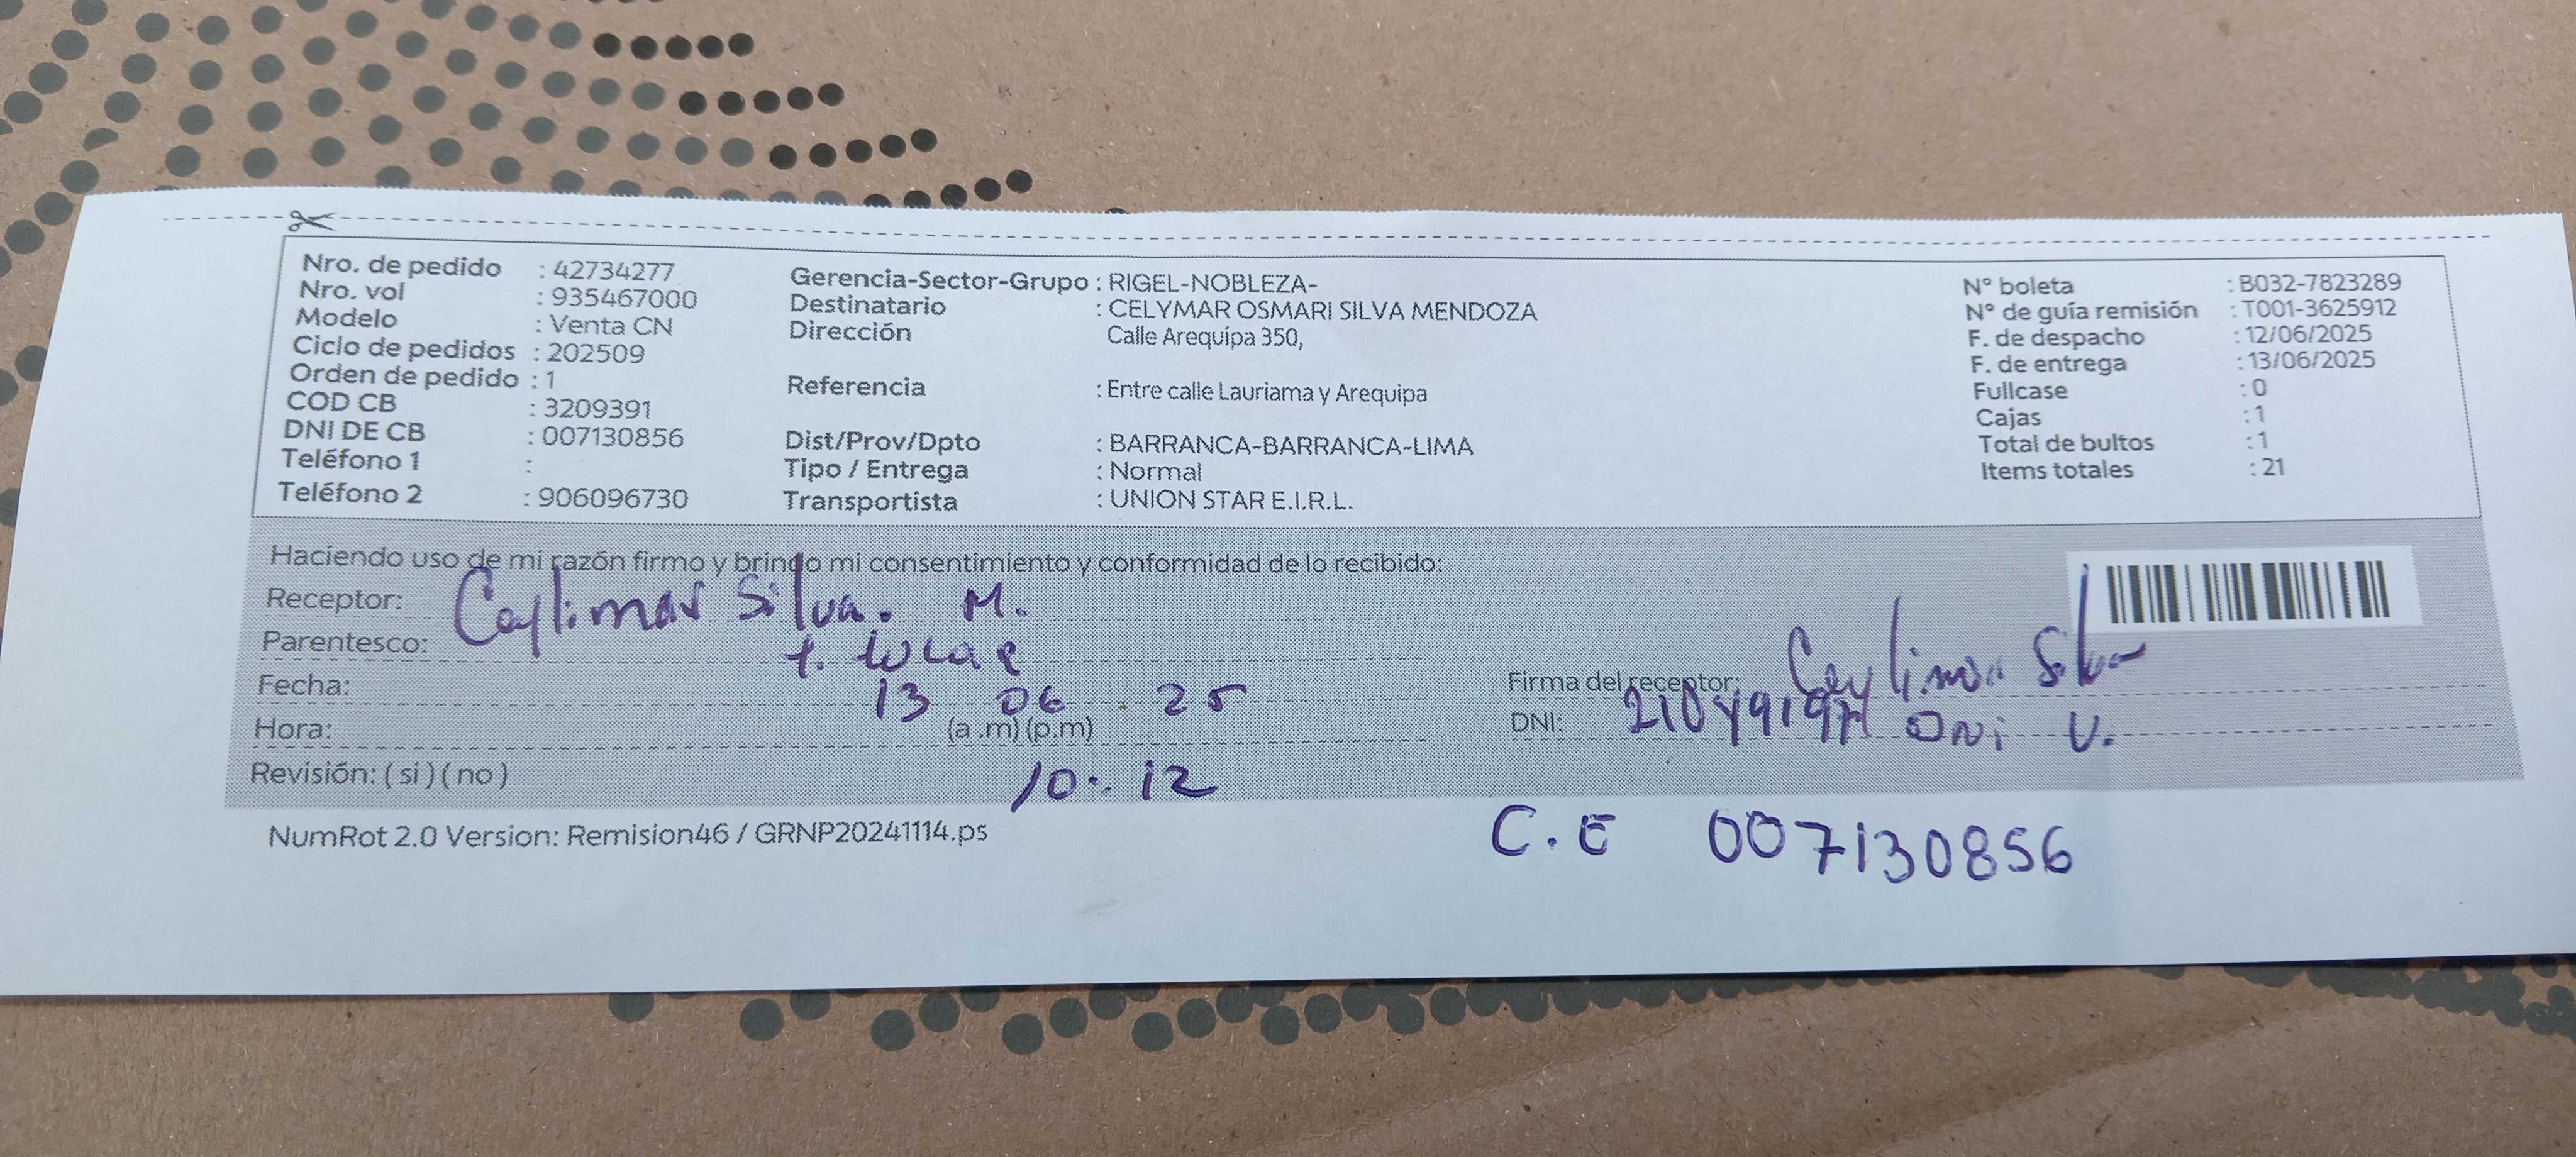 Nro. de pedido : 42734277
Nro. vol : 935467000
Modelo : Venta CN
Ciclo de pedidos : 202509
Orden de pedido : 1
COD CB : 3209391
DNI DE CB : 007130856
Teléfono 1 :
Teléfono 2 : 906096730
Gerencia-Sector-Grupo : RIGEL-NOBLEZA-
Destinatario : CELYMAR OSMARI SILVA MENDOZA
Dirección Calle Arequipa 350,
Referencia : Entre calle Lauriama y Arequipa
Dist/Prov/Dpto : BARRANCA-BARRANCA-LIMA
Tipo / Entrega : Normal
Transportista : UNION STAR E.I.R.L.
N° boleta : B032-7823289
N° de guía remisión : T001-3625912
F. de despacho : 12/06/2025
F. de entrega : 13/06/2025
Fullcase : 0
Cajas : 1
Total de bultos : 1
Items totales : 21
Haciendo uso de mi razón firmo y brindo mi consentimiento y conformidad de lo recibido:
Receptor: Ceylimar Silva. M.
Parentesco:
Fecha: 13 06 25
Hora: (a .m) (p.m)
Revisión: ( si ) ( no ) 10:12
Firma del receptor: Ceylimar Silva
DNI: Dni V.
C.E 007130856
NumRot 2.0 Version: Remision46 / GRNP20241114.ps